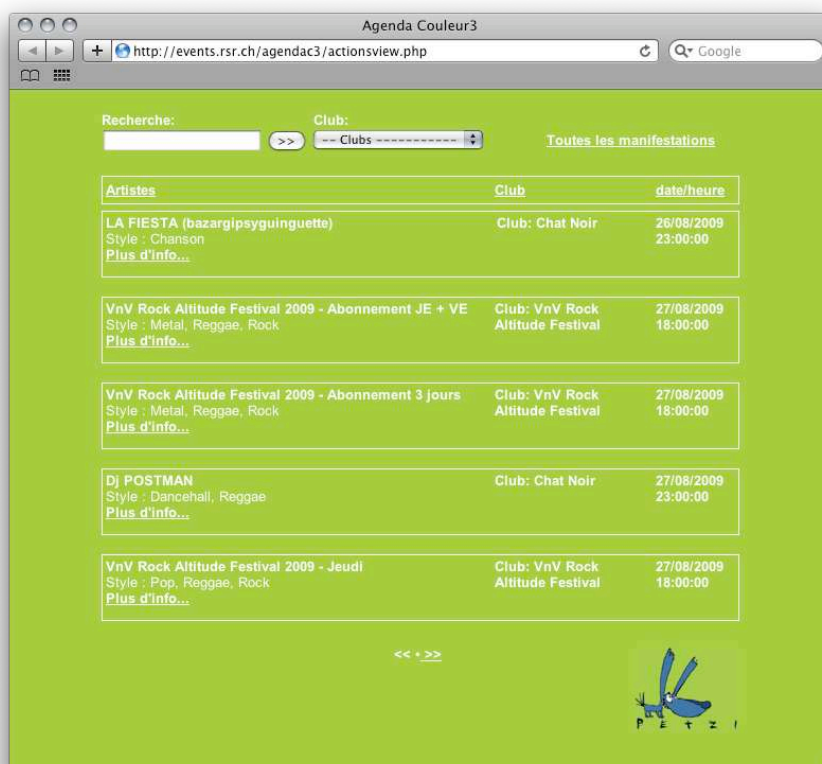 Agenda Couleur3
http://events.rsr.ch/agendac3/actionsview.php
Google
Recherche:
Club:
>>
-- Clubs -----------
Toutes les manifestations
Artistes Club date/heure
LA FIESTA (bazargipsyguinguette) Club: Chat Noir 26/08/2009
Style : Chanson 23:00:00
Plus d'info...
VnV Rock Altitude Festival 2009 - Abonnement JE + VE Club: VnV Rock 27/08/2009
Style : Metal, Reggae, Rock Altitude Festival 18:00:00
Plus d'info...
VnV Rock Altitude Festival 2009 - Abonnement 3 jours Club: VnV Rock 27/08/2009
Style : Metal, Reggae, Rock Altitude Festival 18:00:00
Plus d'info...
Dj POSTMAN Club: Chat Noir 27/08/2009
Style : Dancehall, Reggae 23:00:00
Plus d'info...
VnV Rock Altitude Festival 2009 - Jeudi Club: VnV Rock 27/08/2009
Style : Pop, Reggae, Rock Altitude Festival 18:00:00
Plus d'info...
<< • >>
PETZI